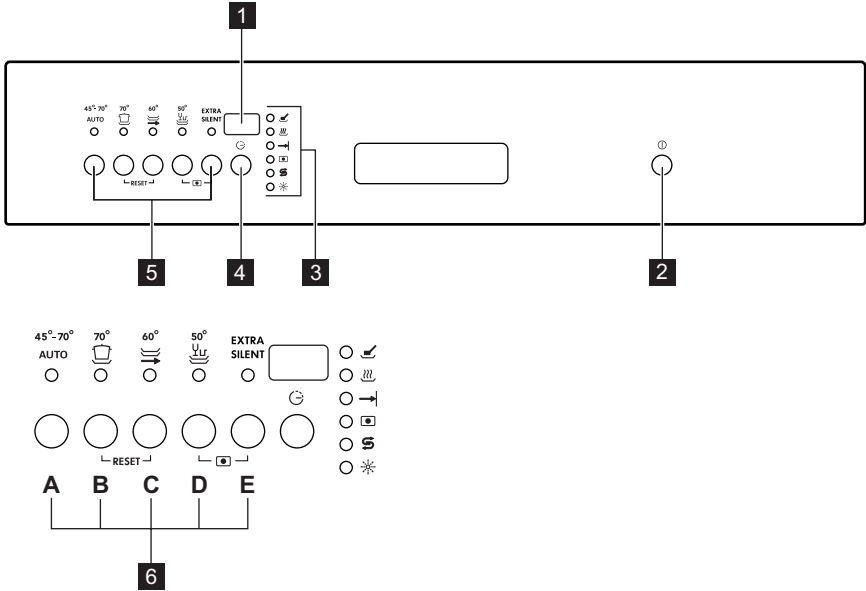 1
45°-70° 70° 60° 50° EXTRA
AUTO SILENT
RESET
5 4 3 2
45°-70° 70° 60° 50° EXTRA
AUTO SILENT
RESET
A B C D E
6